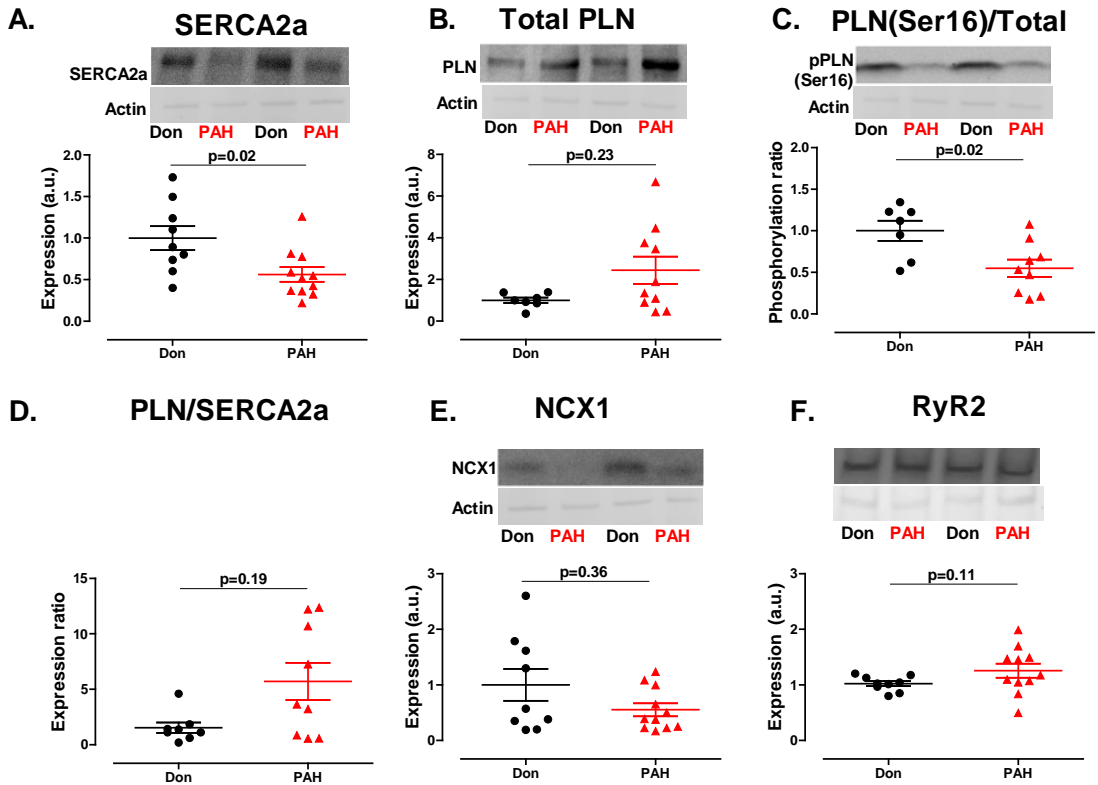 A. SERCA2a
SERCA2a
Actin
Don PAH Don PAH
p=0.02
Expression (a.u.)
2.0
1.5
1.0
0.5
0.0
Don PAH
B. Total PLN
PLN
Actin
Don PAH Don PAH
p=0.23
Expression (a.u.)
8
6
4
2
0
Don PAH
C. PLN(Ser16)/Total
pPLN
(Ser16)
Actin
Don PAH Don PAH
p=0.02
Phosphorylation ratio
2.0
1.5
1.0
0.5
0.0
Don PAH
D. PLN/SERCA2a
p=0.19
Expression ratio
15
10
5
0
Don PAH
E. NCX1
NCX1
Actin
Don PAH Don PAH
p=0.36
Expression (a.u.)
3
2
1
0
Don PAH
F. RyR2
Don PAH Don PAH
p=0.11
Expression (a.u.)
3
2
1
0
Don PAH